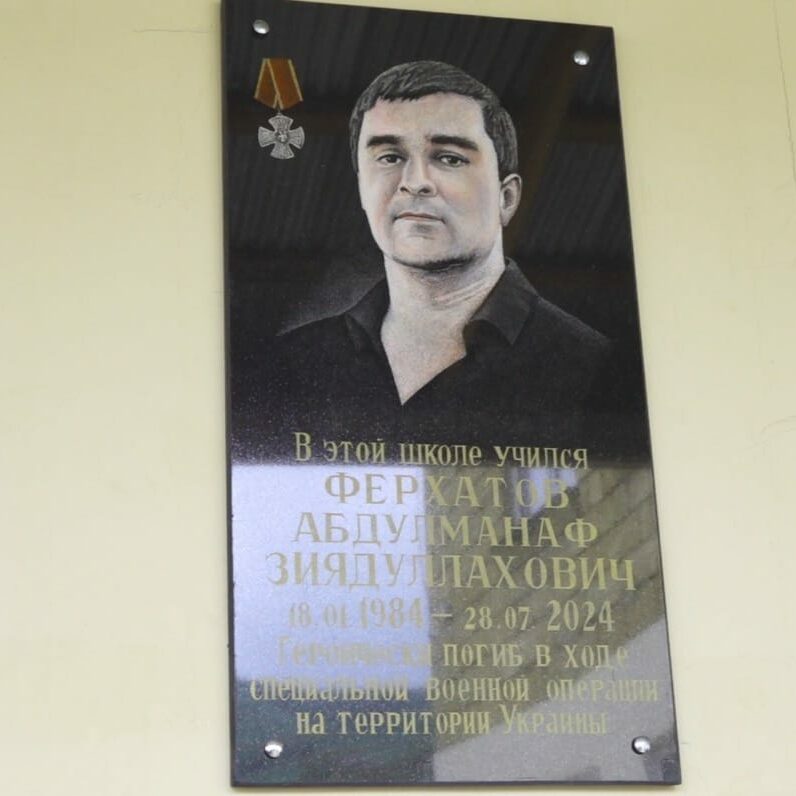 В этой школе учился
ФЕРХАТОВ
АБДУЛМАНАФ
ЗИЯДУЛЛАХОВИЧ
18.01.1984 – 28.07.2024
Героически погиб в ходе
специальной военной операции
на территории Украины